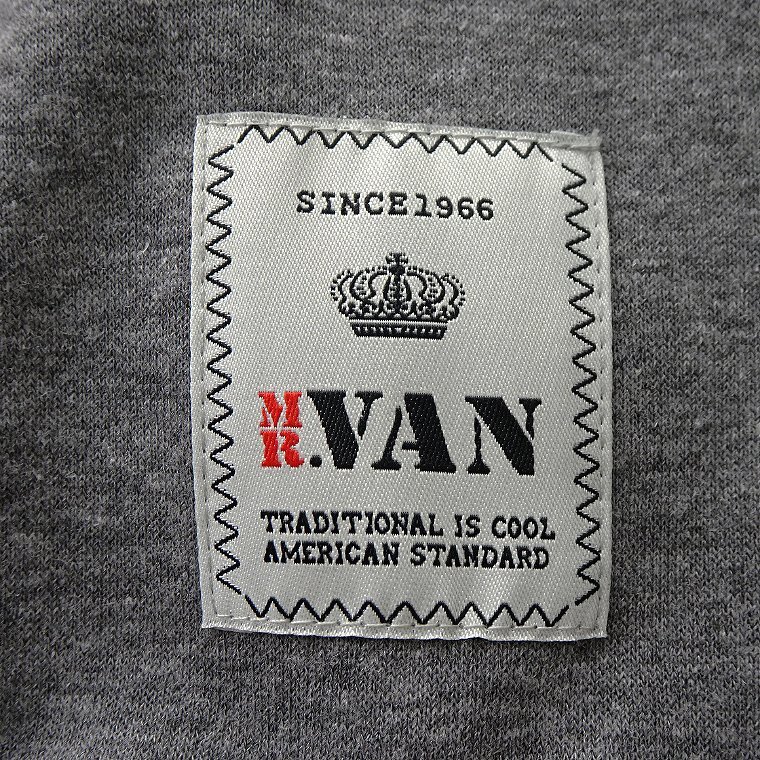 SINCE1966
MR.VAN
TRADITIONAL IS COOL
AMERICAN STANDARD